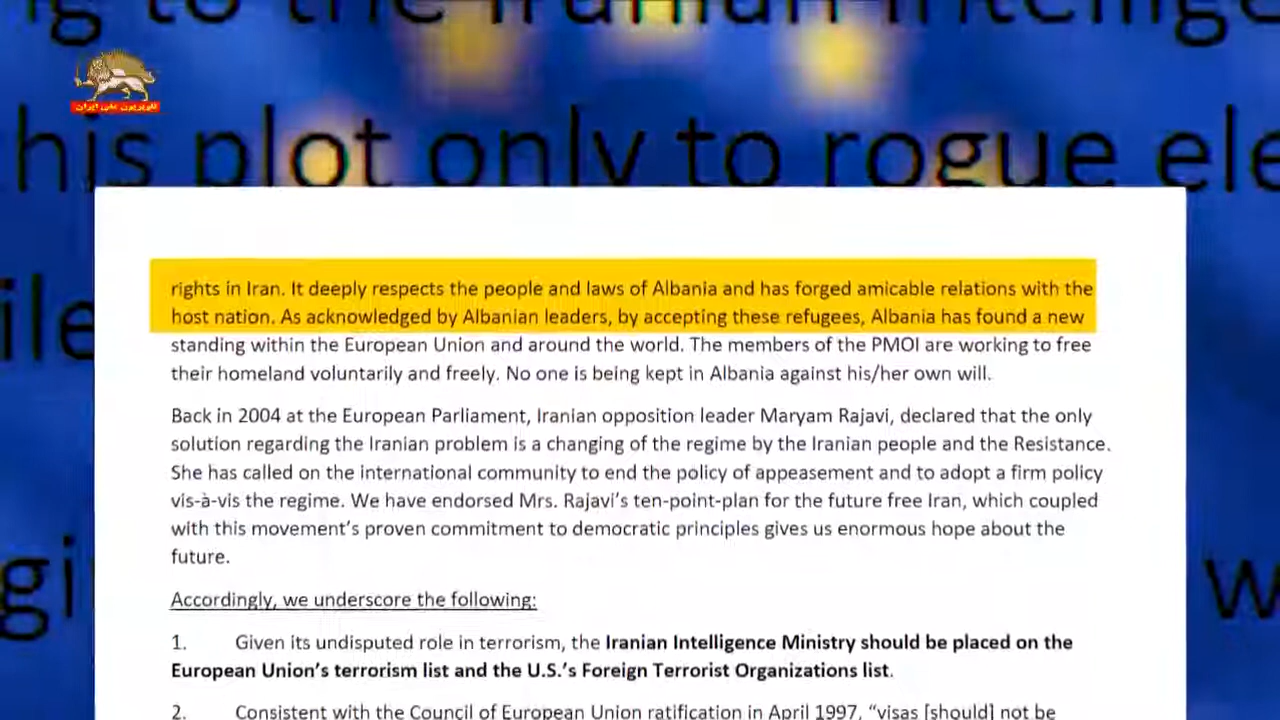 ng to the Iranian Intellige
تلویزیون ملی ایران
his plot only to rogue ele
rights in Iran. It deeply respects the people and laws of Albania and has forged amicable relations with the
host nation. As acknowledged by Albanian leaders, by accepting these refugees, Albania has found a new
standing within the European Union and around the world. The members of the PMOI are working to free
their homeland voluntarily and freely. No one is being kept in Albania against his/her own will.
Back in 2004 at the European Parliament, Iranian opposition leader Maryam Rajavi, declared that the only
solution regarding the Iranian problem is a changing of the regime by the Iranian people and the Resistance.
She has called on the international community to end the policy of appeasement and to adopt a firm policy
vis-à-vis the regime. We have endorsed Mrs. Rajavi's ten-point-plan for the future free Iran, which coupled
with this movement's proven commitment to democratic principles gives us enormous hope about the
future.
Accordingly, we underscore the following:
1. Given its undisputed role in terrorism, the Iranian Intelligence Ministry should be placed on the
European Union's terrorism list and the U.S.'s Foreign Terrorist Organizations list.
2. Consistent with the Council of European Union ratification in April 1997, "visas [should] not be